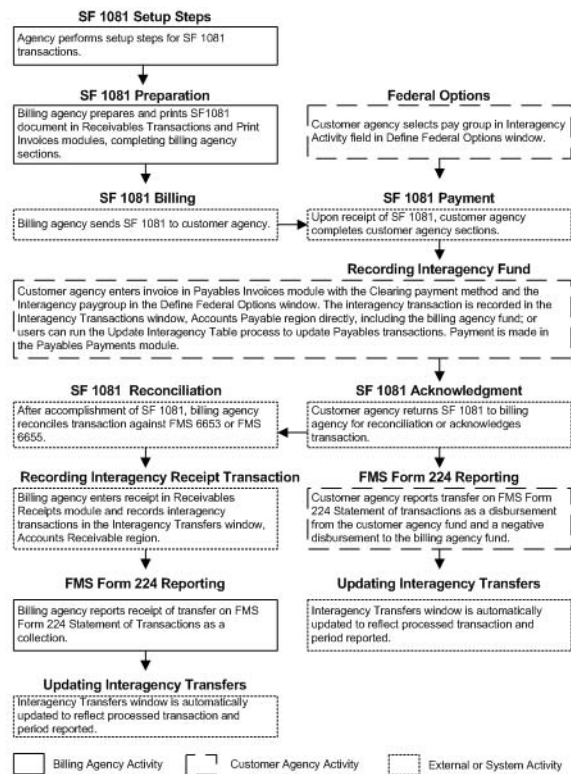 SF 1081 Setup Steps
Agency performs setup steps for SF 1081
transactions.
SF 1081 Preparation
Billing agency prepares and prints SF1081
document in Receivables Transactions and Print
Invoices modules, completing billing agency
sections.
Federal Options
Customer agency selects pay group in Interagency
Activity field in Define Federal Options window.
SF 1081 Billing
Billing agency sends SF 1081 to customer agency.
SF 1081 Payment
Upon receipt of SF 1081, customer agency
completes customer agency sections.
Recording Interagency Fund
Customer agency enters invoice in Payables Invoices module with the Clearing payment method and the
Interagency paygroup in the Define Federal Options window. The interagency transaction is recorded in the
Interagency Transactions window, Accounts Payable region directly, including the billing agency fund; or
users can run the Update Interagency Table process to update Payables transactions. Payment is made in
the Payables Payments module.
SF 1081 Reconciliation
After accomplishment of SF 1081, billing agency
reconciles transaction against FMS 6653 or FMS
6655.
SF 1081 Acknowledgment
Customer agency returns SF 1081 to billing
agency for reconciliation or acknowledges
transaction.
Recording Interagency Receipt Transaction
Billing agency enters receipt in Receivables
Receipts module and records interagency
transactions in the Interagency Transfers window,
Accounts Receivable region.
FMS Form 224 Reporting
Customer agency reports transfer on FMS Form
224 Statement of transactions as a disbursement
from the customer agency fund and a negative
disbursement to the billing agency fund.
FMS Form 224 Reporting
Billing agency reports receipt of transfer on FMS
Form 224 Statement of Transactions as a
collection.
Updating Interagency Transfers
Interagency Transfers window is automatically
updated to reflect processed transaction and
period reported.
Updating Interagency Transfers
Interagency Transfers window is automatically
updated to reflect processed transaction and
period reported.
Billing Agency Activity
Customer Agency Activity
External or System Activity